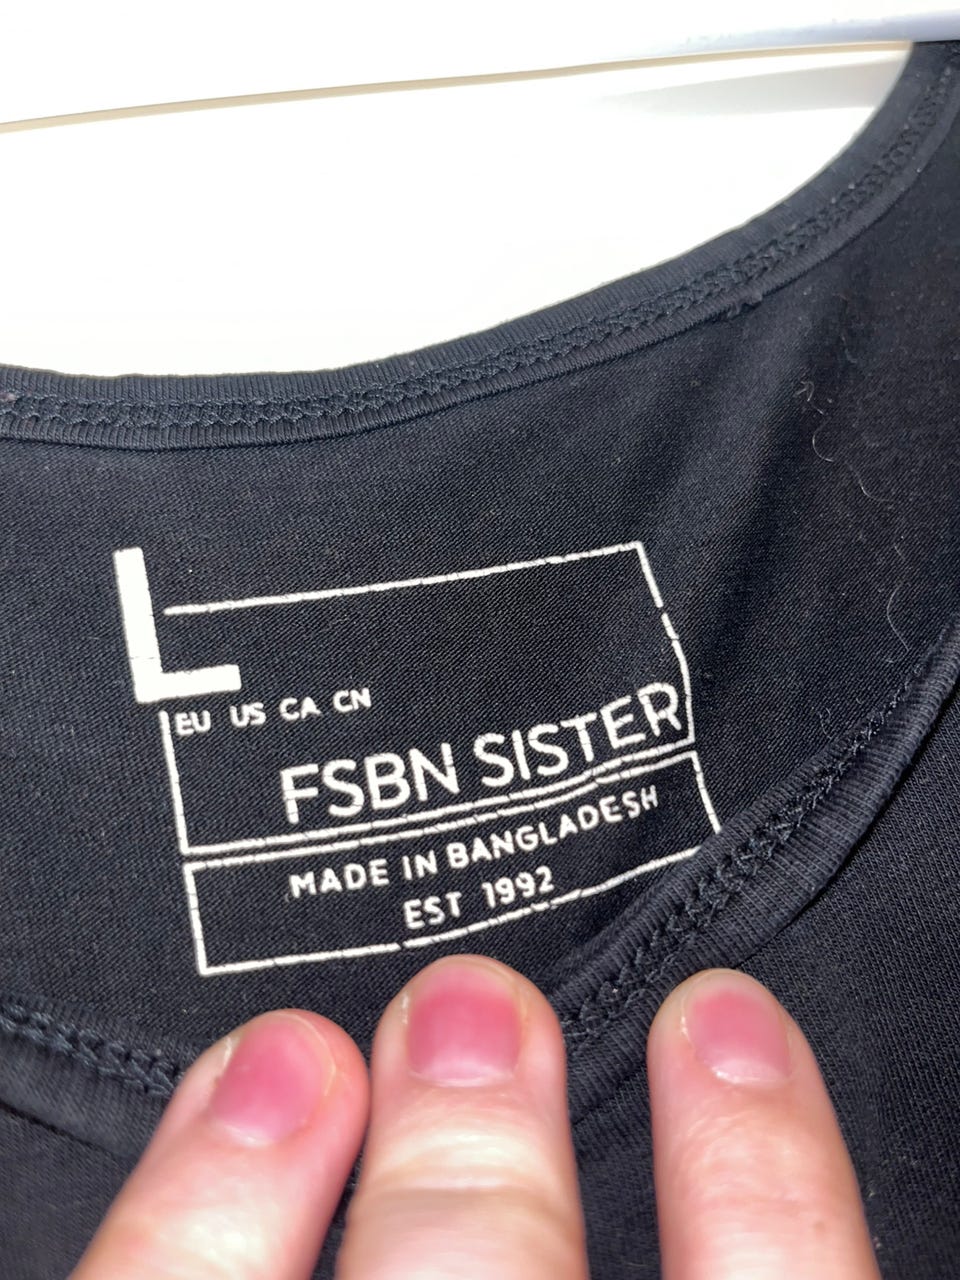 L
EU US CA CN
FSBN SISTER
MADE IN BANGLADESH
EST 1992